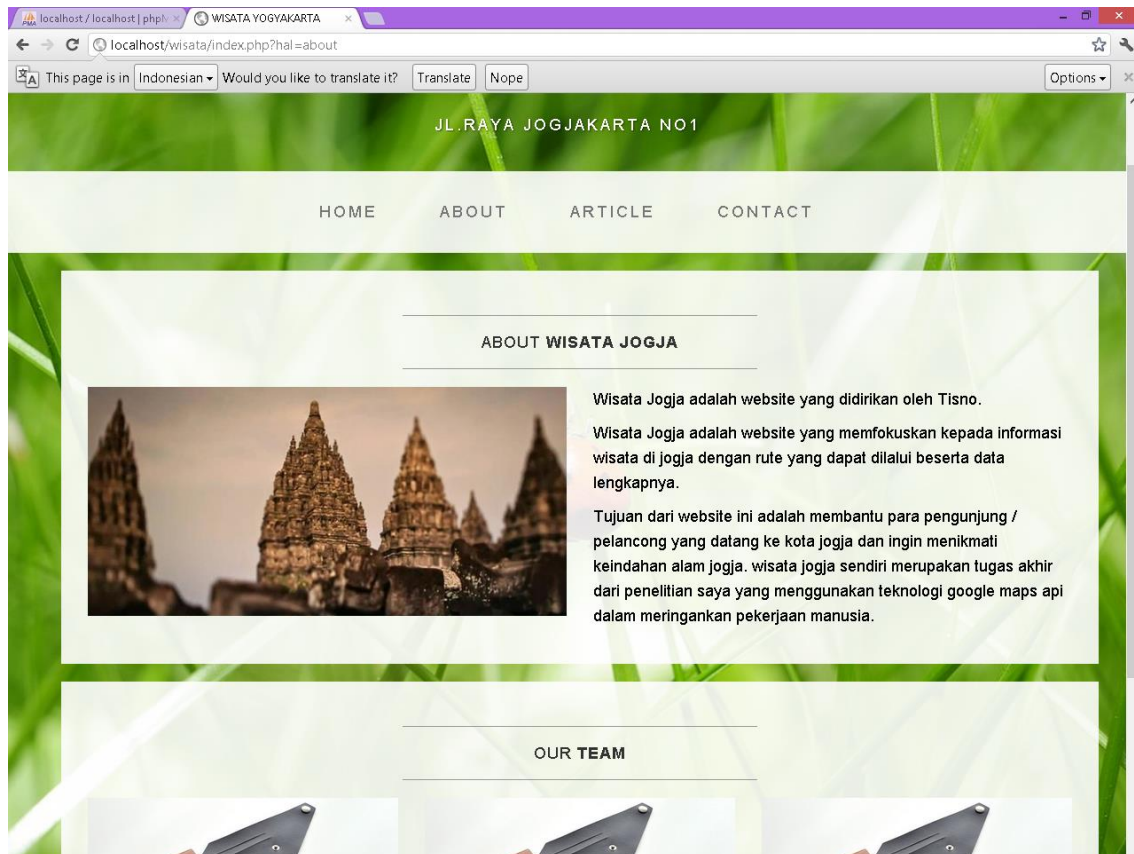 localhost / localhost | phpM
WISATA YOGYAKARTA
localhost/wisata/index.php?hal=about
This page is in Indonesian Would you like to translate it? Translate Nope Options
JL.RAYA JOGJAKARTA NO1
HOME ABOUT ARTICLE CONTACT
ABOUT WISATA JOGJA
Wisata Jogja adalah website yang didirikan oleh Tisno.
Wisata Jogja adalah website yang memfokuskan kepada informasi
wisata di jogja dengan rute yang dapat dilalui beserta data
lengkapnya.
Tujuan dari website ini adalah membantu para pengunjung /
pelancong yang datang ke kota jogja dan ingin menikmati
keindahan alam jogja. wisata jogja sendiri merupakan tugas akhir
dari penelitian saya yang menggunakan teknologi google maps api
dalam meringankan pekerjaan manusia.
OUR TEAM